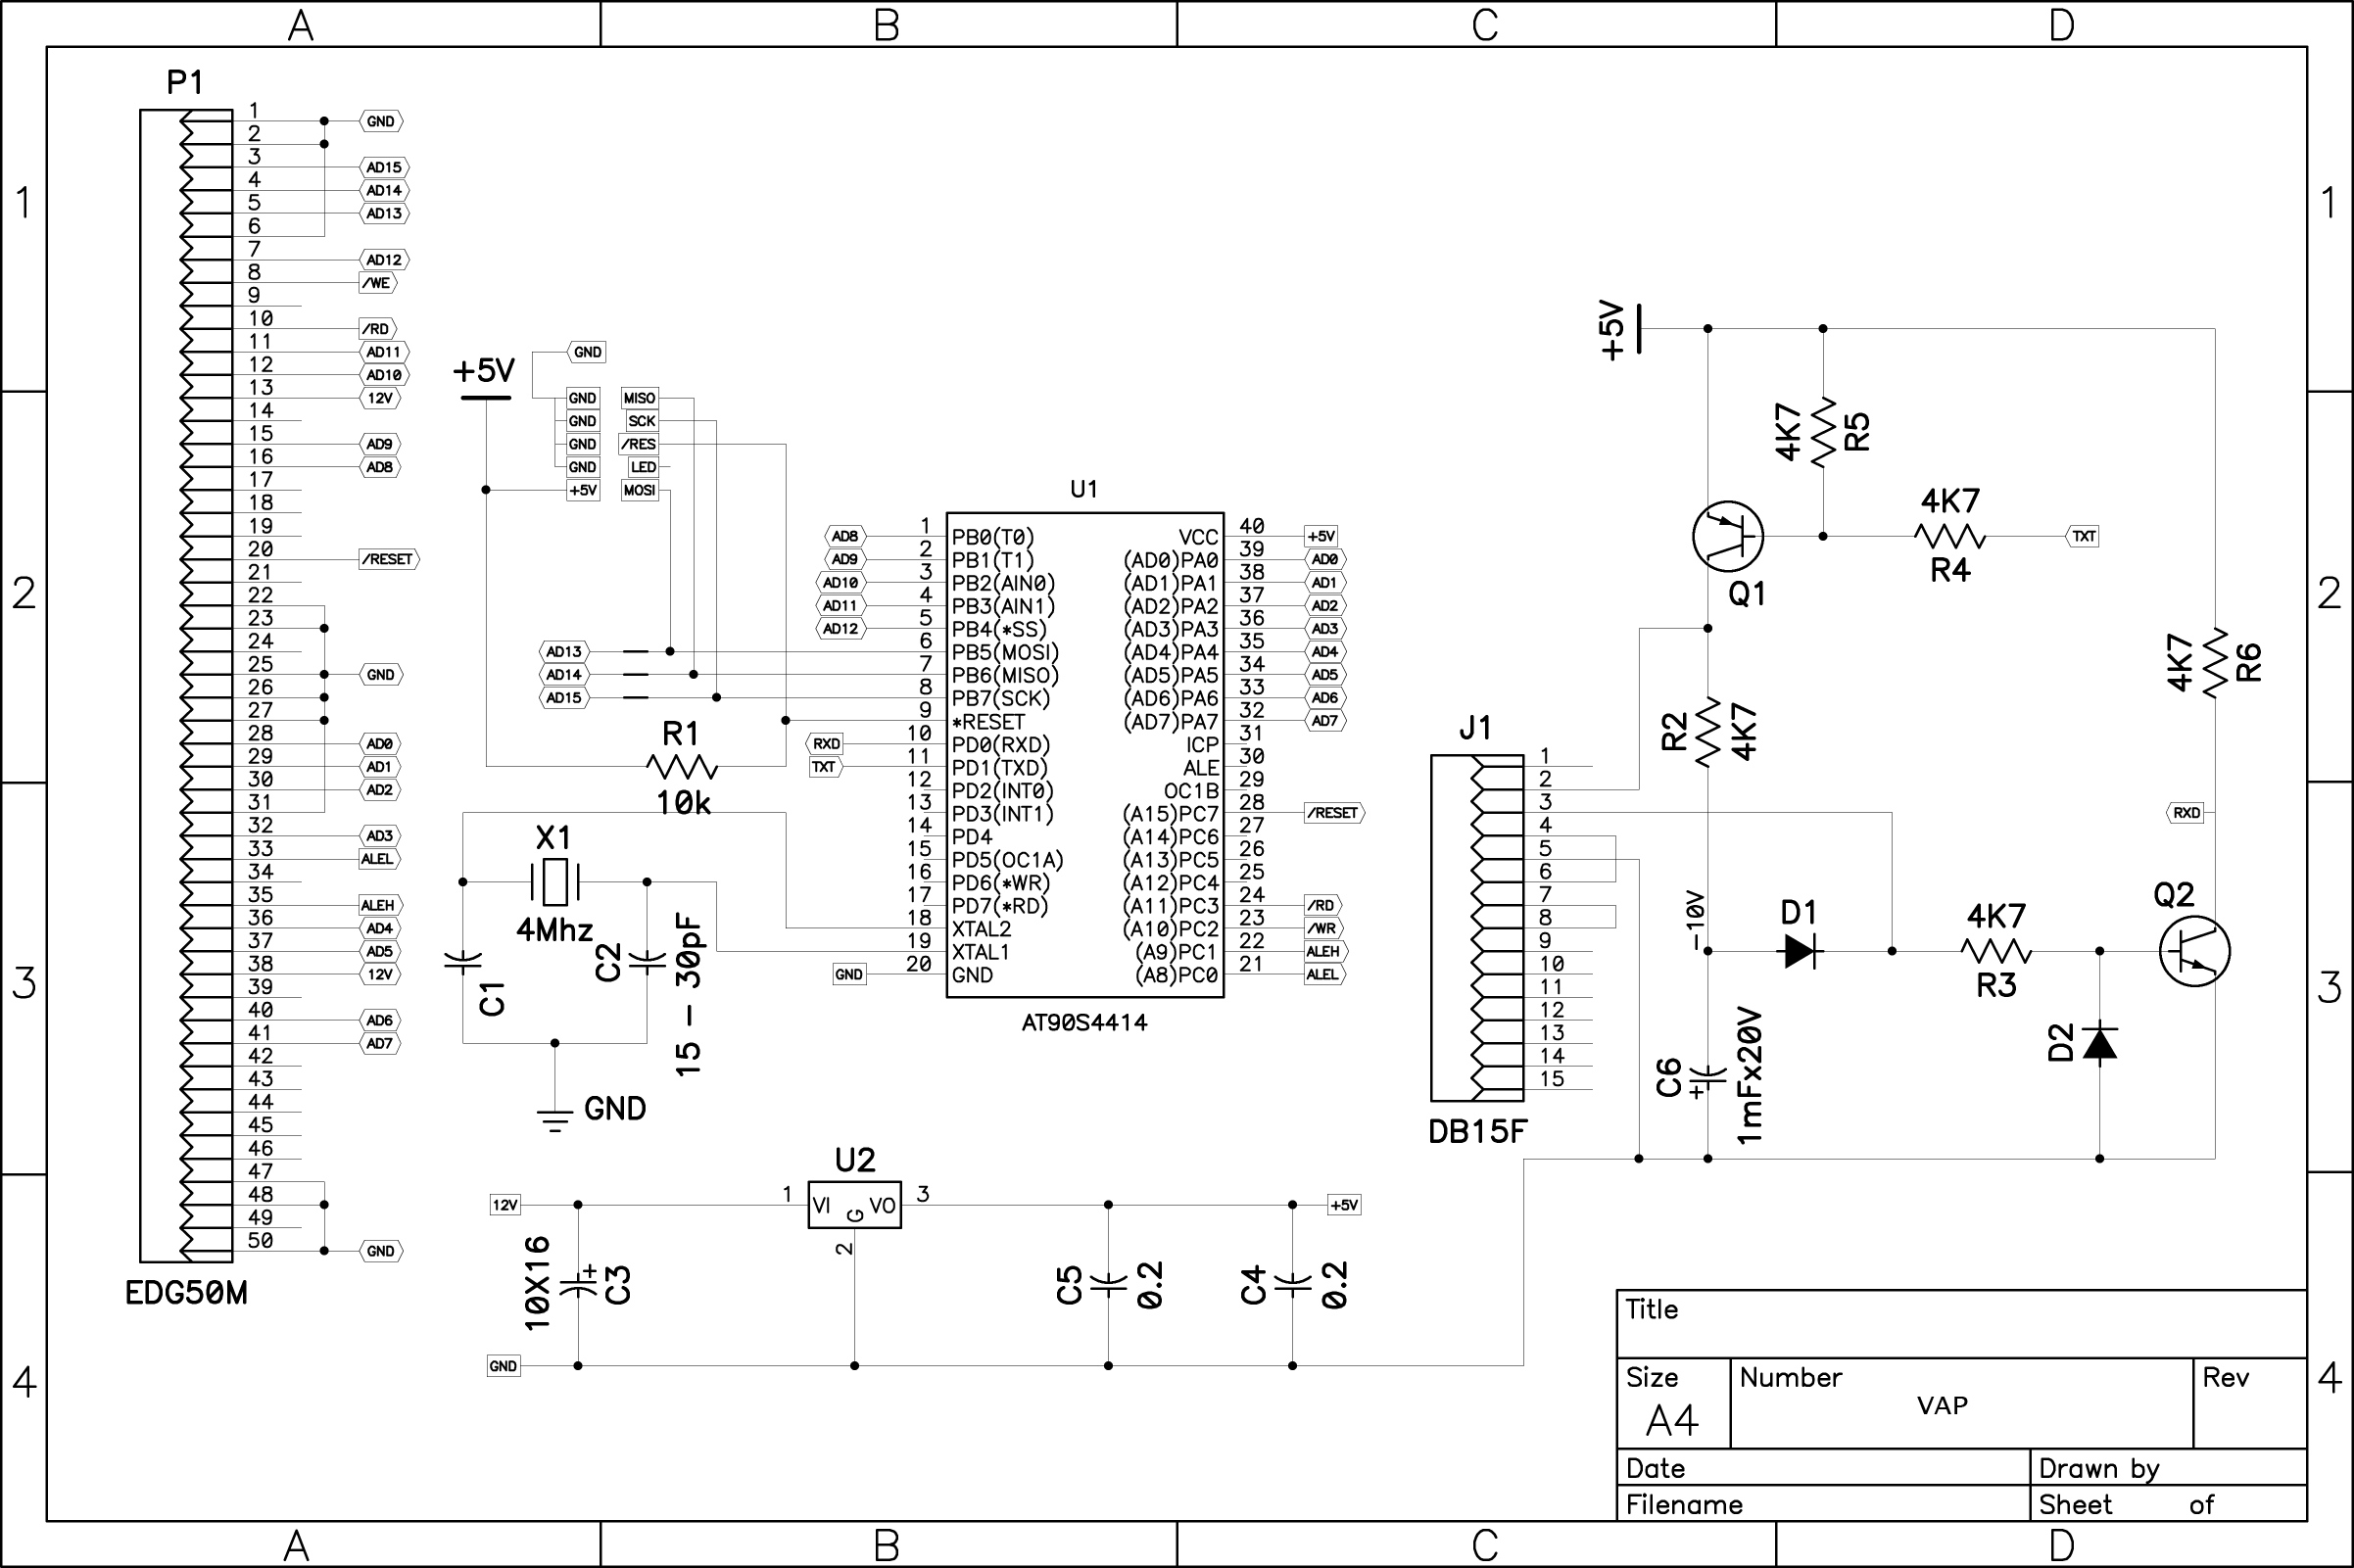 A B C D
1
2
3
4
P1
1 GND
2
3 AD15
4 AD14
5 AD13
6
7 AD12
8 /WE
9
10 /RD
11 AD11
12 AD10
13 12V
14
15 AD9
16 AD8
17
18
19
20 /RESET
21
22
23
24
25 GND
26
27
28 AD0
29 AD1
30 AD2
31
32 AD3
33 ALEL
34
35 ALEH
36 AD4
37 AD5
38 12V
39
40 AD6
41 AD7
42
43
44
45
46
47
48
49
50 GND
EDG50M
+5V
GND
GND MISO
GND SCK
GND /RES
GND LED
+5V MOSI
AD13
AD14
AD15
R1
10k
X1
4Mhz
C1
C2
15 - 30pF
GND
U1
AD8 1 PB0(T0) VCC 40 +5V
AD9 2 PB1(T1) (AD0)PA0 39 AD0
AD10 3 PB2(AIN0) (AD1)PA1 38 AD1
AD11 4 PB3(AIN1) (AD2)PA2 37 AD2
AD12 5 PB4(*SS) (AD3)PA3 36 AD3
6 PB5(MOSI) (AD4)PA4 35 AD4
7 PB6(MISO) (AD5)PA5 34 AD5
8 PB7(SCK) (AD6)PA6 33 AD6
9 *RESET (AD7)PA7 32 AD7
RXD 10 PD0(RXD) ICP 31
TXT 11 PD1(TXD) ALE 30
12 PD2(INT0) OC1B 29
13 PD3(INT1) (A15)PC7 28 /RESET
14 PD4 (A14)PC6 27
15 PD5(OC1A) (A13)PC5 26
16 PD6(*WR) (A12)PC4 25
17 PD7(*RD) (A11)PC3 24 /RD
18 XTAL2 (A10)PC2 23 /WR
19 XTAL1 (A9)PC1 22 ALEH
GND 20 GND (A8)PC0 21 ALEL
AT90S4414
U2
12V 1 VI G VO 3 +5V
2
10X16
C3
C5
0.2
C4
0.2
GND
J1
1
2
3
4
5
6
7
8
9
10
11
12
13
14
15
DB15F
+5V
4K7
R5
4K7
R4
TXT
Q1
R2
4K7
4K7
R6
RXD
-10V
D1
4K7
R3
Q2
D2
C6
+
1mFx20V
Title
Size
A4
Number
VAP
Rev
Date
Drawn by
Filename
Sheet of
1
2
3
4
A B C D